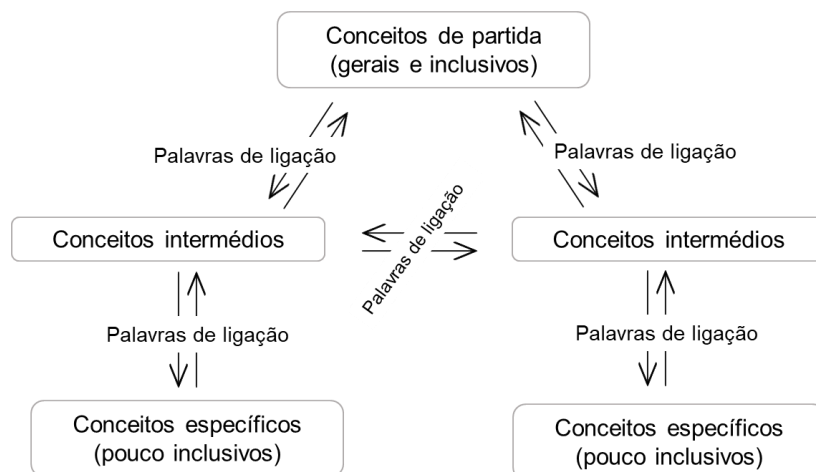 Conceitos de partida
(gerais e inclusivos)
Palavras de ligação
Palavras de ligação
Palavras de ligação
Conceitos intermédios
Conceitos intermédios
Palavras de ligação
Palavras de ligação
Conceitos específicos
(pouco inclusivos)
Conceitos específicos
(pouco inclusivos)